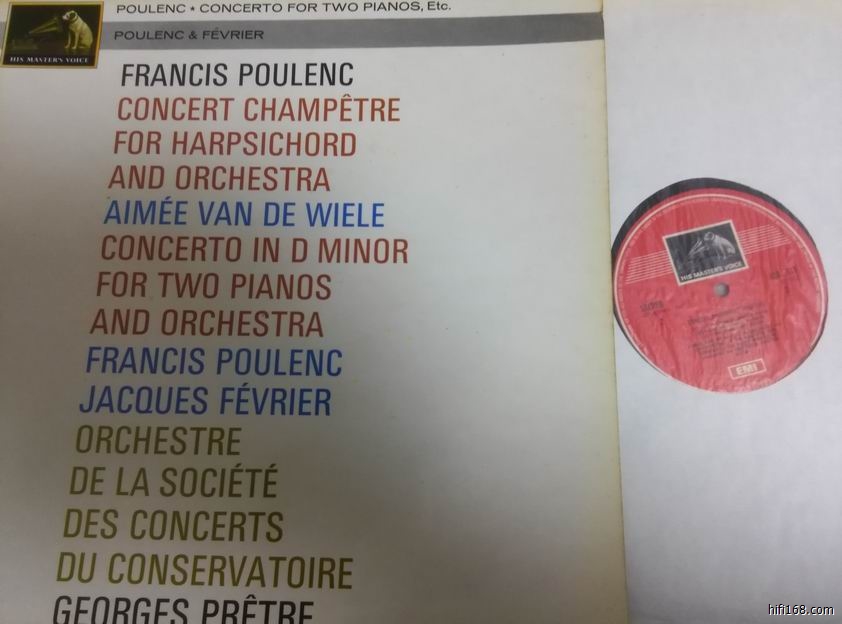 POULENC ★ CONCERTO FOR TWO PIANOS, Etc.
HIS MASTER'S VOICE
POULENC & FÉVRIER
FRANCIS POULENC
CONCERT CHAMPÊTRE
FOR HARPSICHORD
AND ORCHESTRA
AIMÉE VAN DE WIELE
CONCERTO IN D MINOR
FOR TWO PIANOS
AND ORCHESTRA
FRANCIS POULENC
JACQUES FÉVRIER
ORCHESTRE
DE LA SOCIÉTÉ
DES CONCERTS
DU CONSERVATOIRE
GEORGES PRÊTRE
HIS MASTER'S VOICE
EMI
hifi168.com